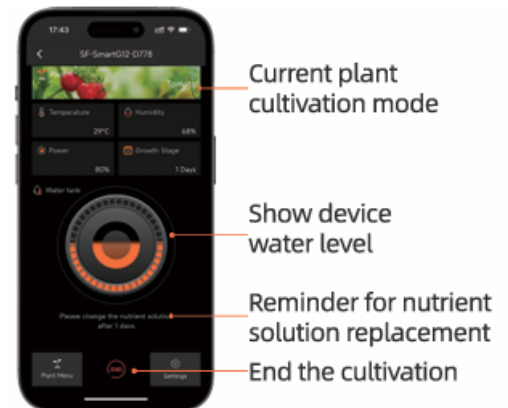 17:43
SF-SmartG12-D778
Tomato
Temperature
29°C
Humidity
68%
Power
80%
Growth Stage
1 Days
Water tank
Please change the nutrient solution
after 1 days
Plant Menu
END
Settings
Current plant
cultivation mode
Show device
water level
Reminder for nutrient
solution replacement
End the cultivation